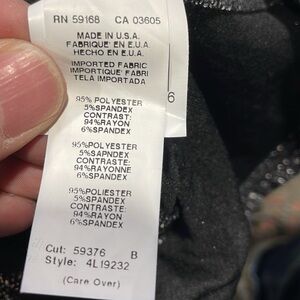 RN 59168 CA 03605
MADE IN U.S.A.
FABRIQUE EN E.U.A.
HECHO EN E.U.A.
IMPORTED FABRIC
IMPORTIQUE FABRI
TELA IMPORTADA
6
95% POLYESTER
5%SPANDEX
CONTRAST:
94%RAYON
6%SPANDEX
95%POLYESTER
5%SAPNDEX
CONTRASTE:
94%RAYONNE
6%SPANDEX
95%POLIESTER
5%SPANDEX
CONTRASTE:
94%RAYON
6%SPANDEX
Cut: 59376 B
Style: 4L19232
(Care Over)